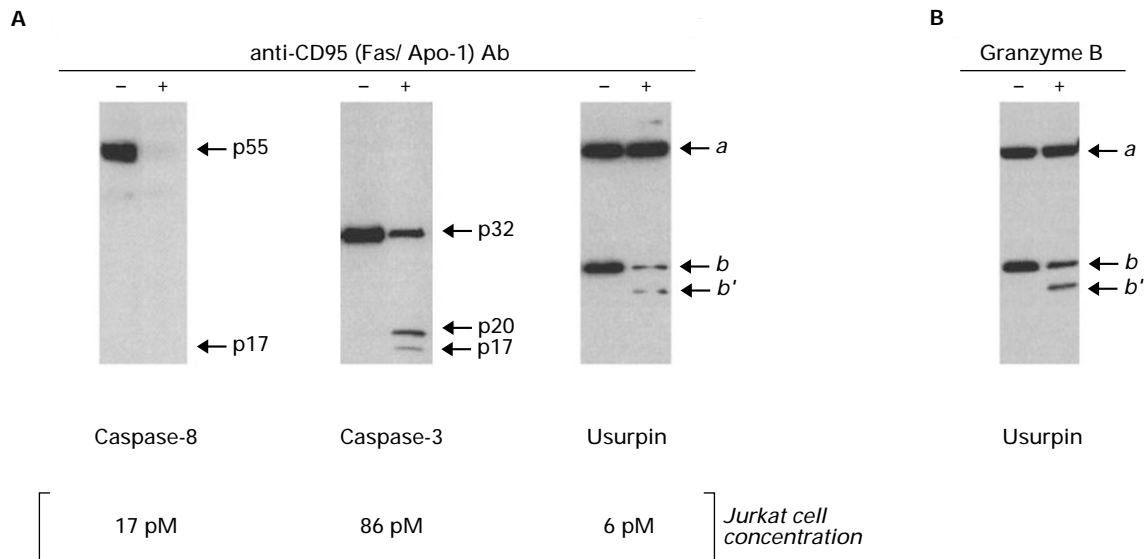 A
B
anti-CD95 (Fas/ Apo-1) Ab
Granzyme B
– +
– +
– +
– +
p55
p17
p32
p20
p17
a
b
b'
a
b
b'
Caspase-8
Caspase-3
Usurpin
Usurpin
17 pM
86 pM
6 pM
Jurkat cell
concentration